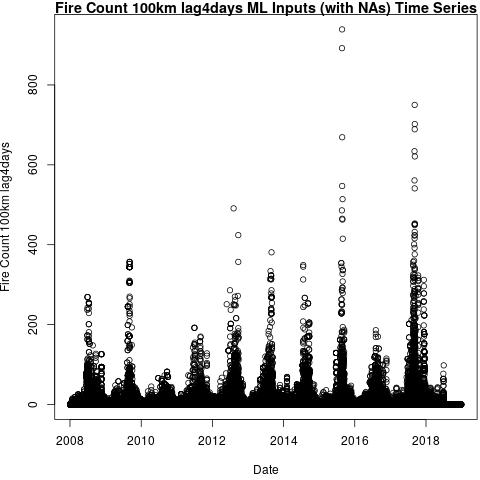 Fire Count 100km lag4days ML Inputs (with NAs) Time Series
Fire Count 100km lag4days
800
600
400
200
0
2008 2010 2012 2014 2016 2018
Date